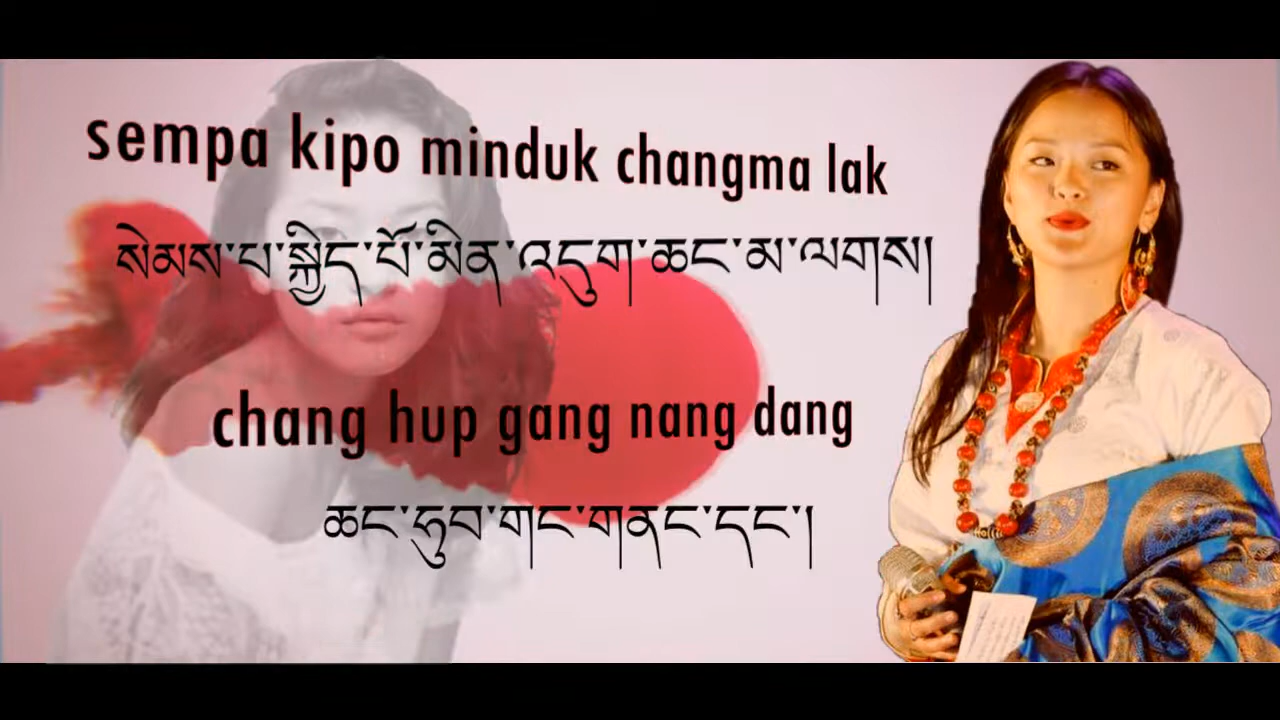 sempa kipo minduk changma lak
སེམས་པ་སྐྱིད་པོ་མིན་འདུག་ཆང་མ་ལགས།
chang hup gang nang dang
ཆང་ཧུབ་གང་གནང་དང་།